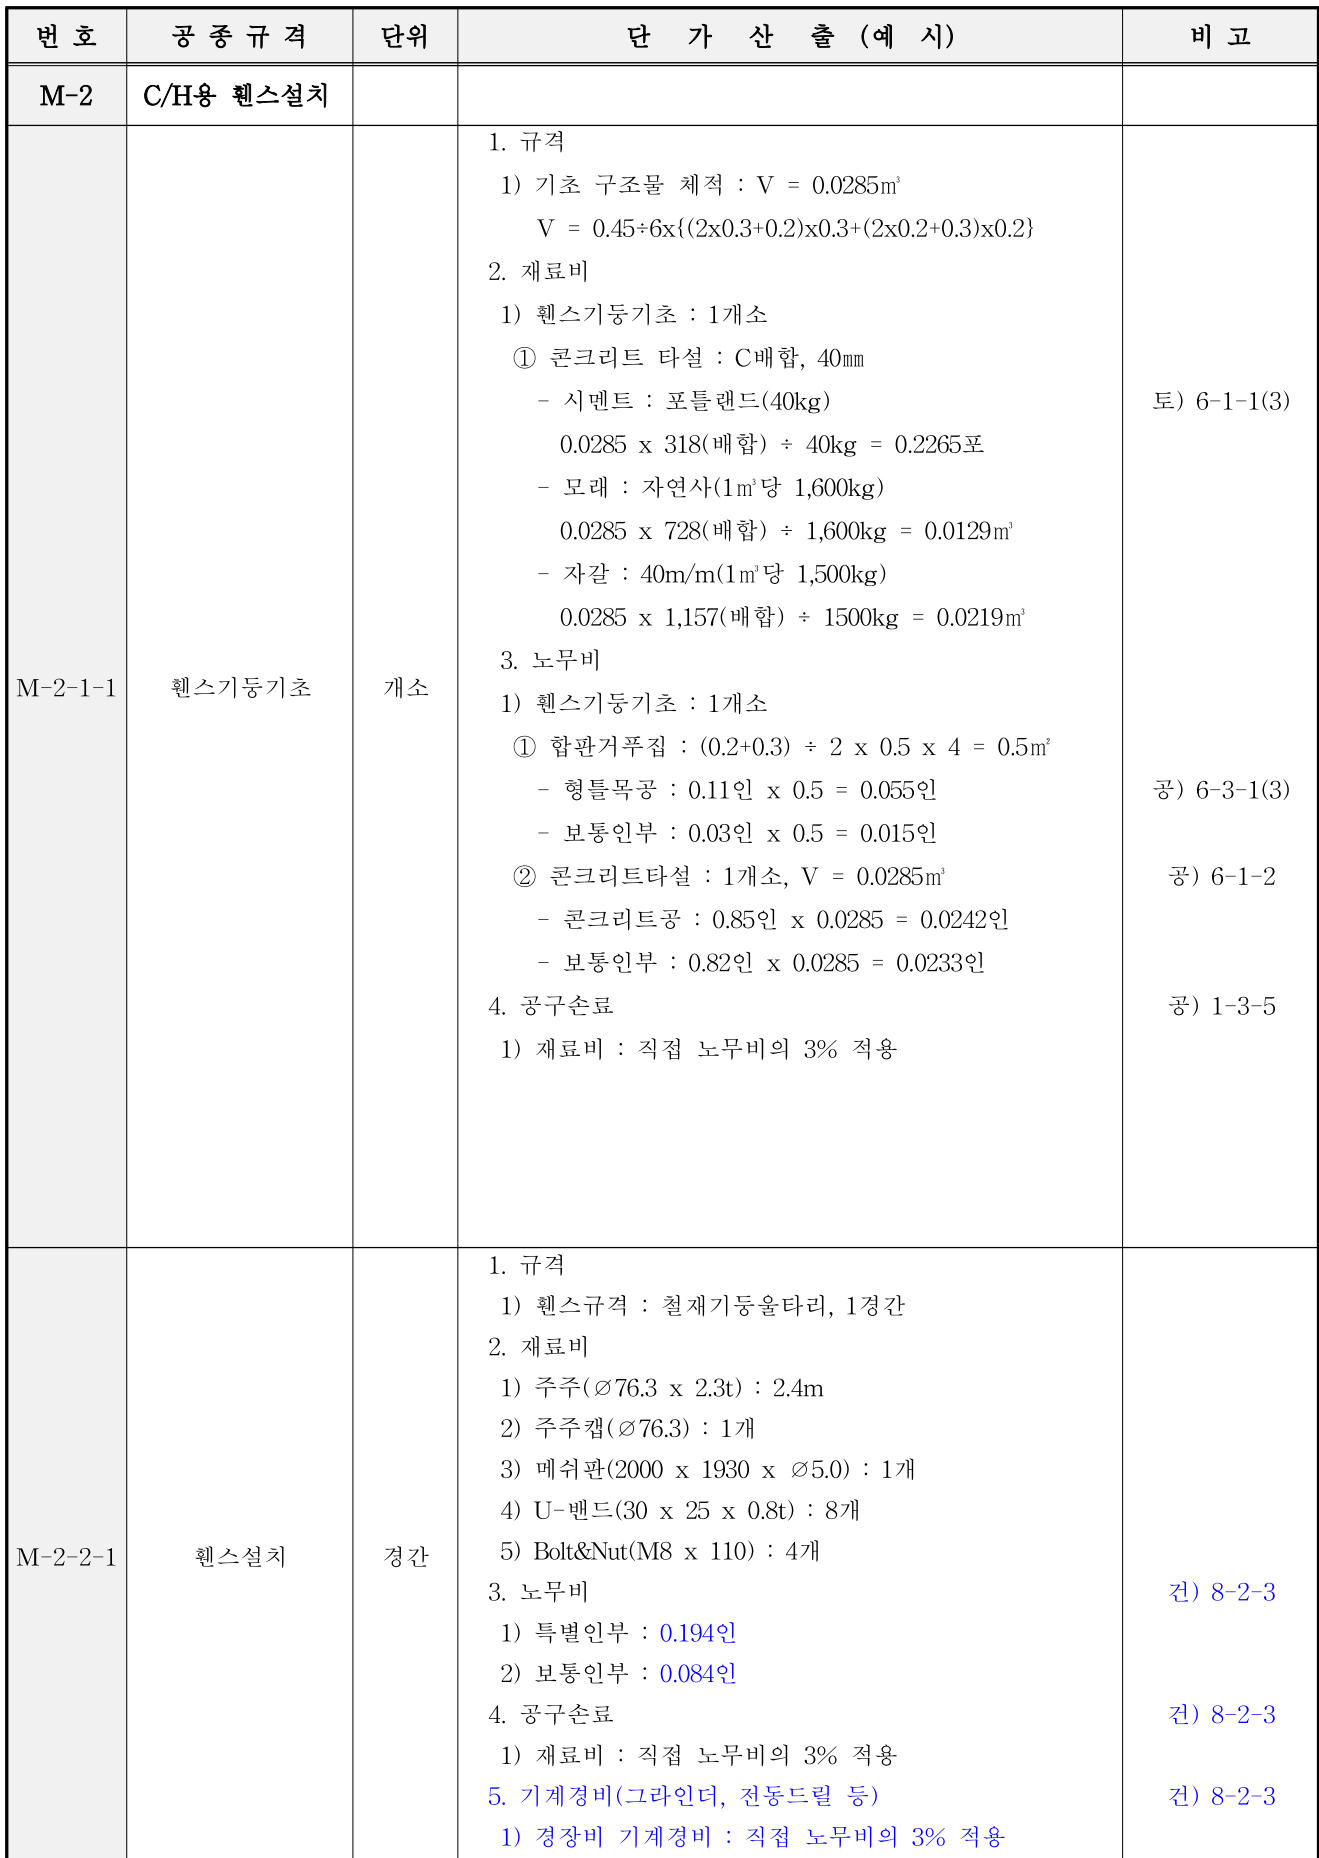 번 호 공 종 규 격 단위 단 가 산 출 (예 시) 비 고
M-2 C/H용 휀스설치
1. 규격
1) 기초 구조물 체적 : V = 0.0285㎥
V = 0.45÷6x{(2x0.3+0.2)x0.3+(2x0.2+0.3)x0.2}
2. 재료비
1) 휀스기둥기초 : 1개소
① 콘크리트 타설 : C배합, 40㎜
- 시멘트 : 포틀랜드(40kg) 토) 6-1-1(3)
0.0285 x 318(배합) ÷ 40kg = 0.2265포
- 모래 : 자연사(1㎥당 1,600kg)
0.0285 x 728(배합) ÷ 1,600kg = 0.0129㎥
- 자갈 : 40m/m(1㎥당 1,500kg)
0.0285 x 1,157(배합) ÷ 1500kg = 0.0219㎥
3. 노무비
M-2-1-1 휀스기둥기초 개소
1) 휀스기둥기초 : 1개소
① 합판거푸집 : (0.2+0.3) ÷ 2 x 0.5 x 4 = 0.5㎡
- 형틀목공 : 0.11인 x 0.5 = 0.055인 공) 6-3-1(3)
- 보통인부 : 0.03인 x 0.5 = 0.015인
② 콘크리트타설 : 1개소, V = 0.0285㎥ 공) 6-1-2
- 콘크리트공 : 0.85인 x 0.0285 = 0.0242인
- 보통인부 : 0.82인 x 0.0285 = 0.0233인
4. 공구손료 공) 1-3-5
1) 재료비 : 직접 노무비의 3% 적용
1. 규격
1) 휀스규격 : 철재기둥울타리, 1경간
2. 재료비
1) 주주(∅76.3 x 2.3t) : 2.4m
2) 주주캡(∅76.3) : 1개
3) 메쉬판(2000 x 1930 x ∅5.0) : 1개
4) U-밴드(30 x 25 x 0.8t) : 8개
M-2-2-1 휀스설치 경간 5) Bolt&Nut(M8 x 110) : 4개
3. 노무비 건) 8-2-3
1) 특별인부 : 0.194인
2) 보통인부 : 0.084인
4. 공구손료 건) 8-2-3
1) 재료비 : 직접 노무비의 3% 적용
5. 기계경비(그라인더, 전동드릴 등) 건) 8-2-3
1) 경장비 기계경비 : 직접 노무비의 3% 적용